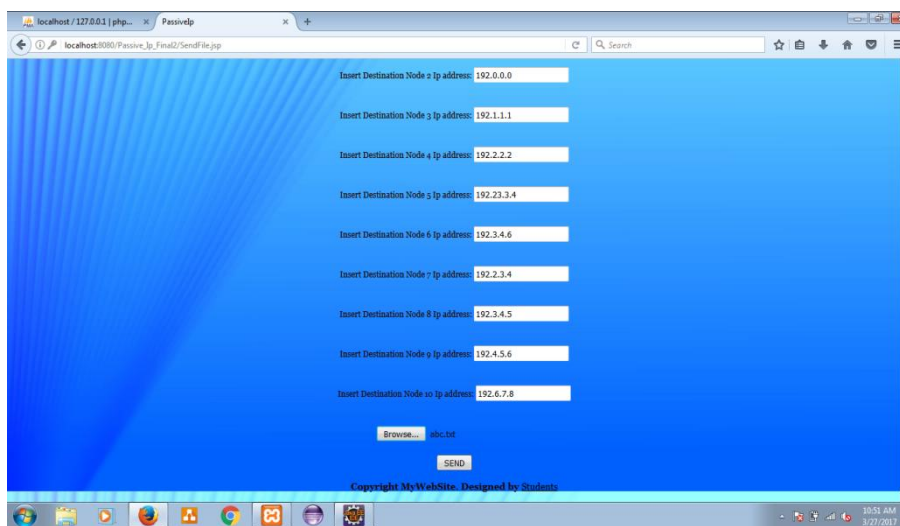 localhost / 127.0.0.1 | php...
PassiveIp
localhost:8080/Passive_Ip_Final2/SendFile.jsp
Search
Insert Destination Node 2 Ip address: 192.0.0.0
Insert Destination Node 3 Ip address: 192.1.1.1
Insert Destination Node 4 Ip address: 192.2.2.2
Insert Destination Node 5 Ip address: 192.23.3.4
Insert Destination Node 6 Ip address: 192.3.4.6
Insert Destination Node 7 Ip address: 192.2.3.4
Insert Destination Node 8 Ip address: 192.3.4.5
Insert Destination Node 9 Ip address: 192.4.5.6
Insert Destination Node 10 Ip address: 192.6.7.8
Browse... abc.txt
SEND
Copyright MyWebSite. Designed by Students
10:51 AM
3/27/2017